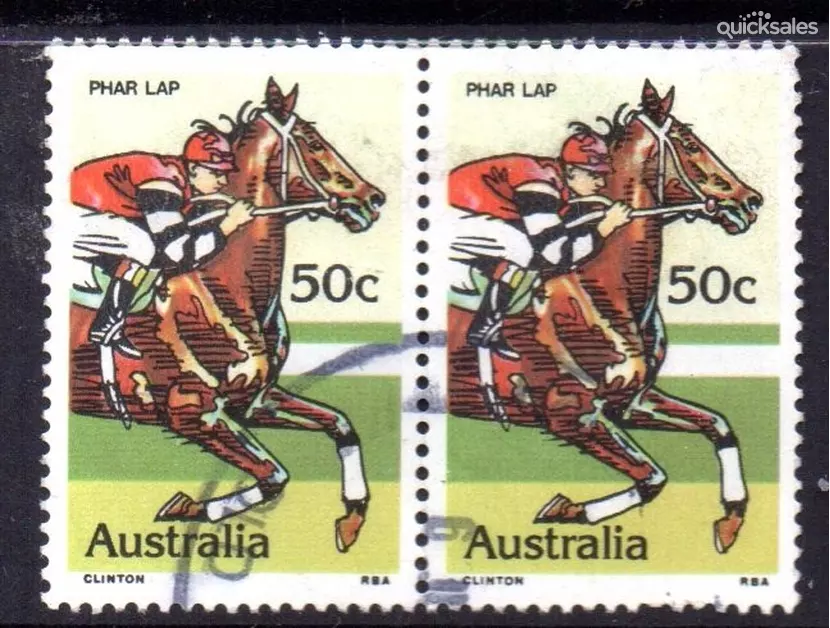 quicksales
PHAR LAP
50c
Australia
CLINTON RBA
PHAR LAP
50c
Australia
CLINTON RBA